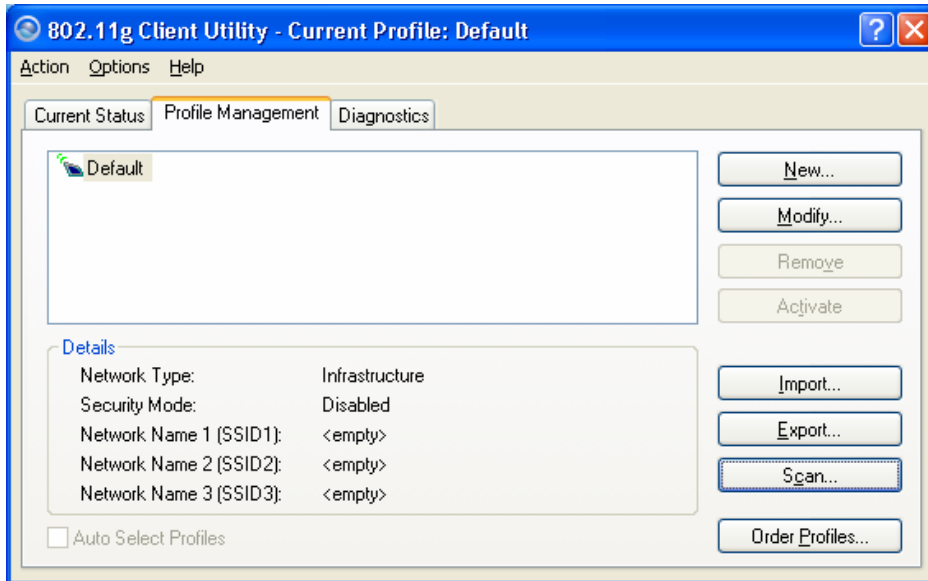 802.11g Client Utility - Current Profile: Default
?
Action Options Help
Current Status Profile Management Diagnostics
Default
New...
Modify...
Remove
Activate
Details
Network Type: Infrastructure
Security Mode: Disabled
Network Name 1 (SSID1): <empty>
Network Name 2 (SSID2): <empty>
Network Name 3 (SSID3): <empty>
Import...
Export...
Scan...
Auto Select Profiles
Order Profiles...